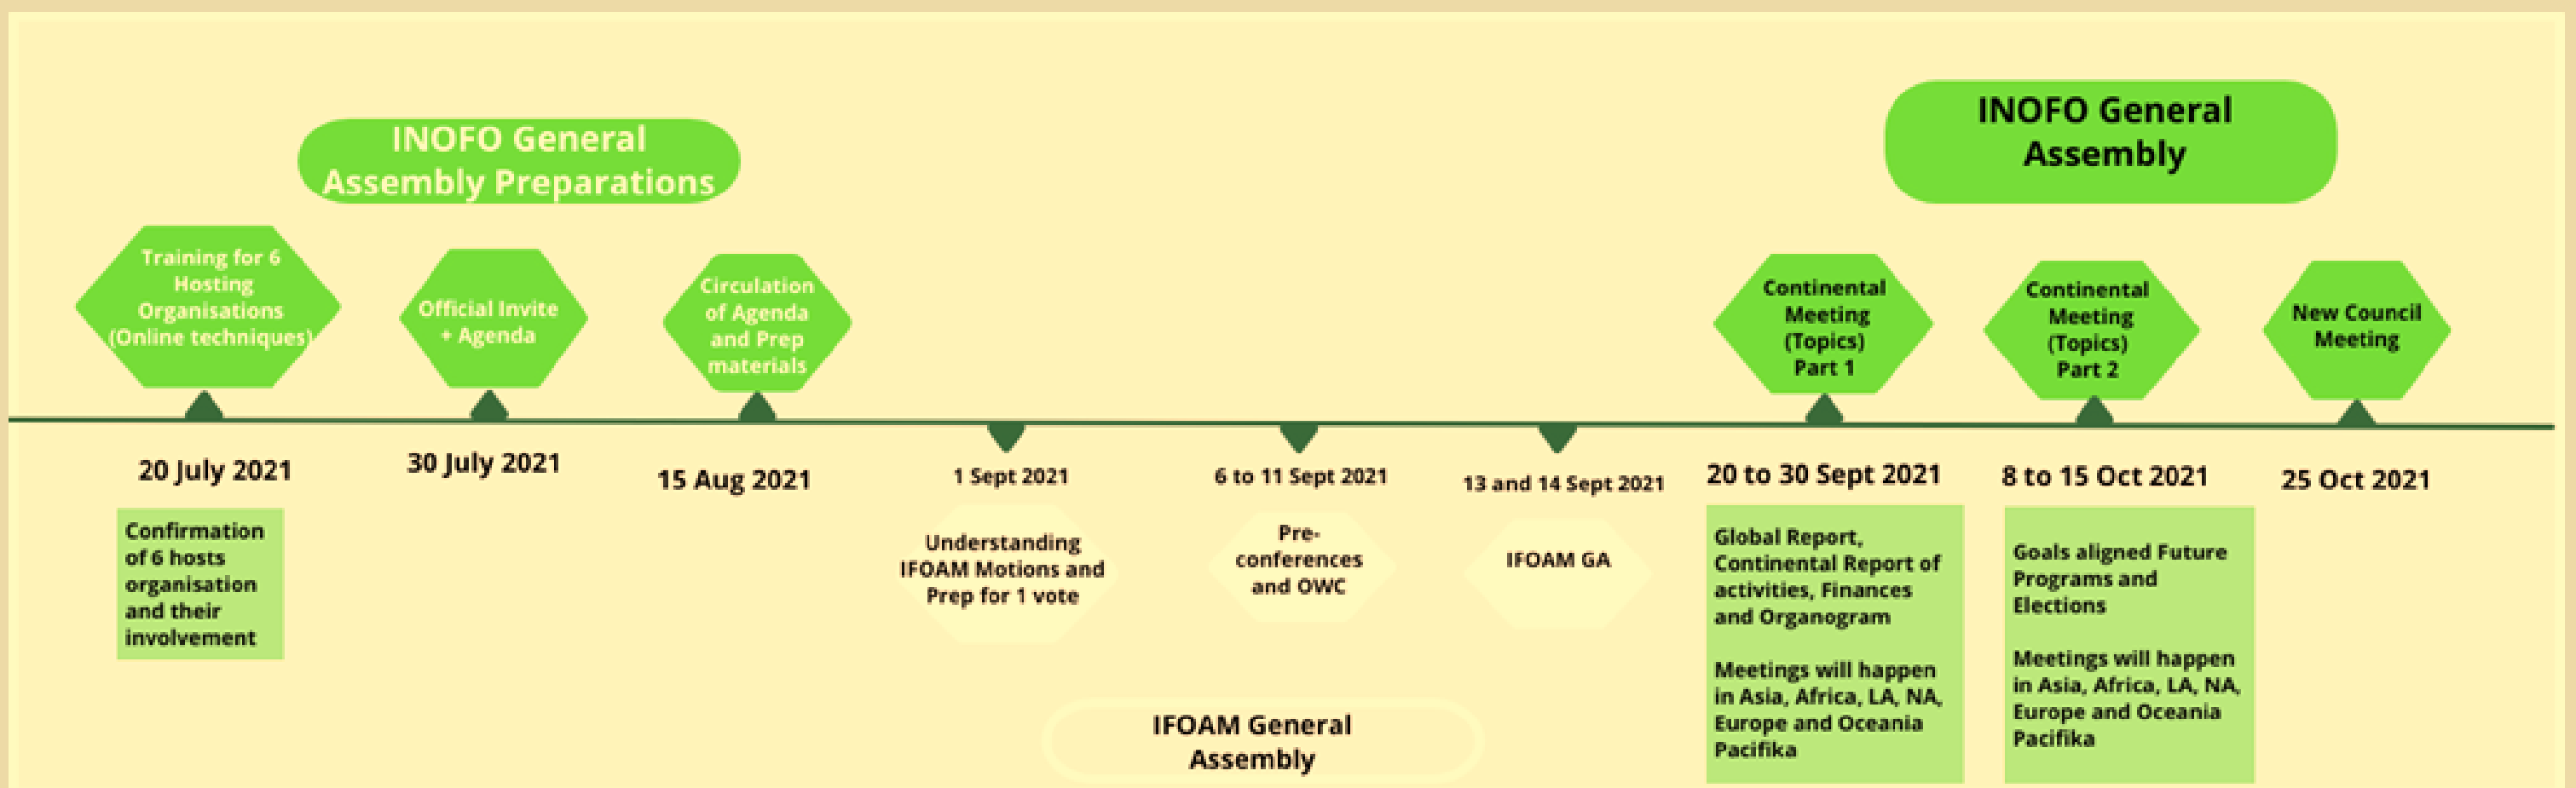 INOFO General
Assembly Preparations
INOFO General
Assembly
Training for 6
Hosting
Organisations
(Online techniques)
Official Invite
+ Agenda
Circulation
of Agenda
and Prep
materials
Continental
Meeting
(Topics)
Part 1
Continental
Meeting
(Topics)
Part 2
New Council
Meeting
20 July 2021
30 July 2021
15 Aug 2021
1 Sept 2021
6 to 11 Sept 2021
13 and 14 Sept 2021
20 to 30 Sept 2021
8 to 15 Oct 2021
25 Oct 2021
Confirmation
of 6 hosts
organisation
and their
involvement
Understanding
IFOAM Motions and
Prep for 1 vote
Pre-
conferences
and OWC
IFOAM GA
Global Report,
Continental Report of
activities, Finances
and Organogram
Meetings will happen
in Asia, Africa, LA, NA,
Europe and Oceania
Pacifika
Goals aligned Future
Programs and
Elections
Meetings will happen
in Asia, Africa, LA, NA,
Europe and Oceania
Pacifika
IFOAM General
Assembly